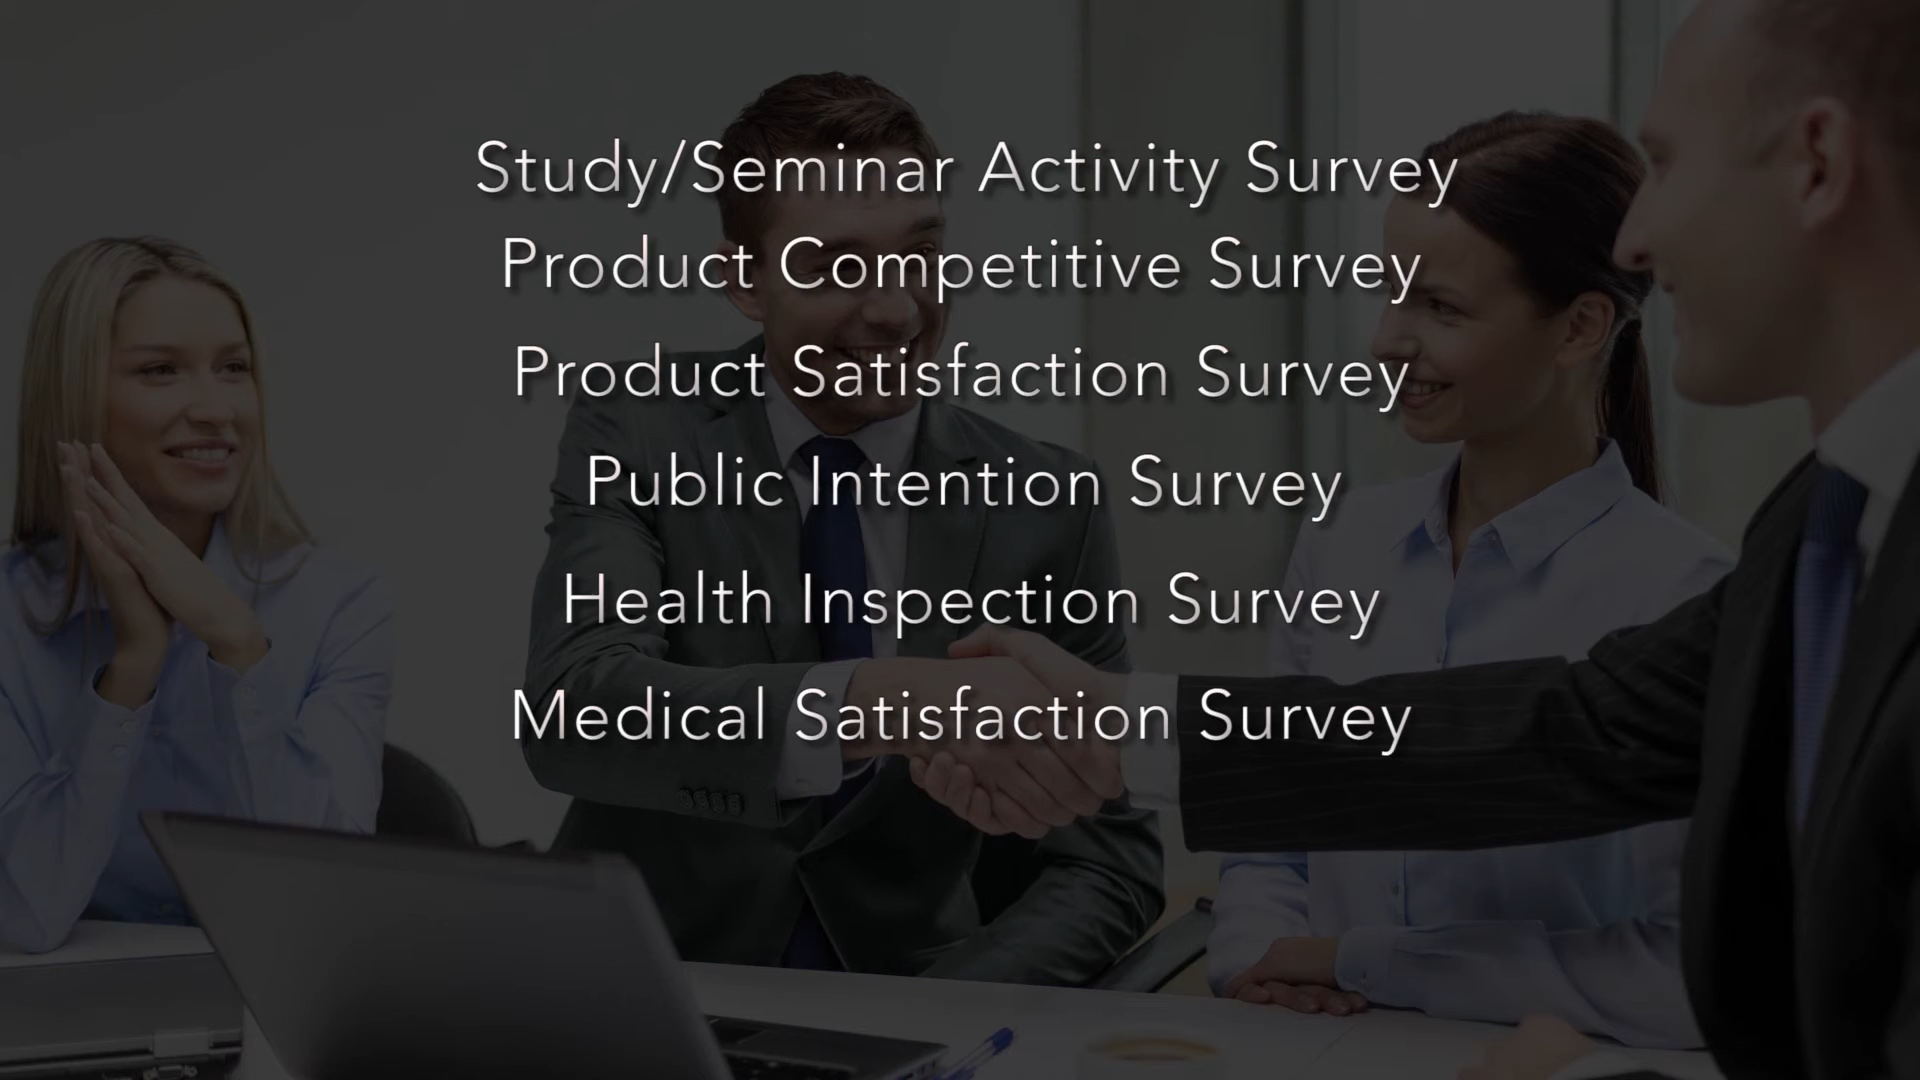 Study/Seminar Activity Survey
Product Competitive Survey
Product Satisfaction Survey
Public Intention Survey
Health Inspection Survey
Medical Satisfaction Survey